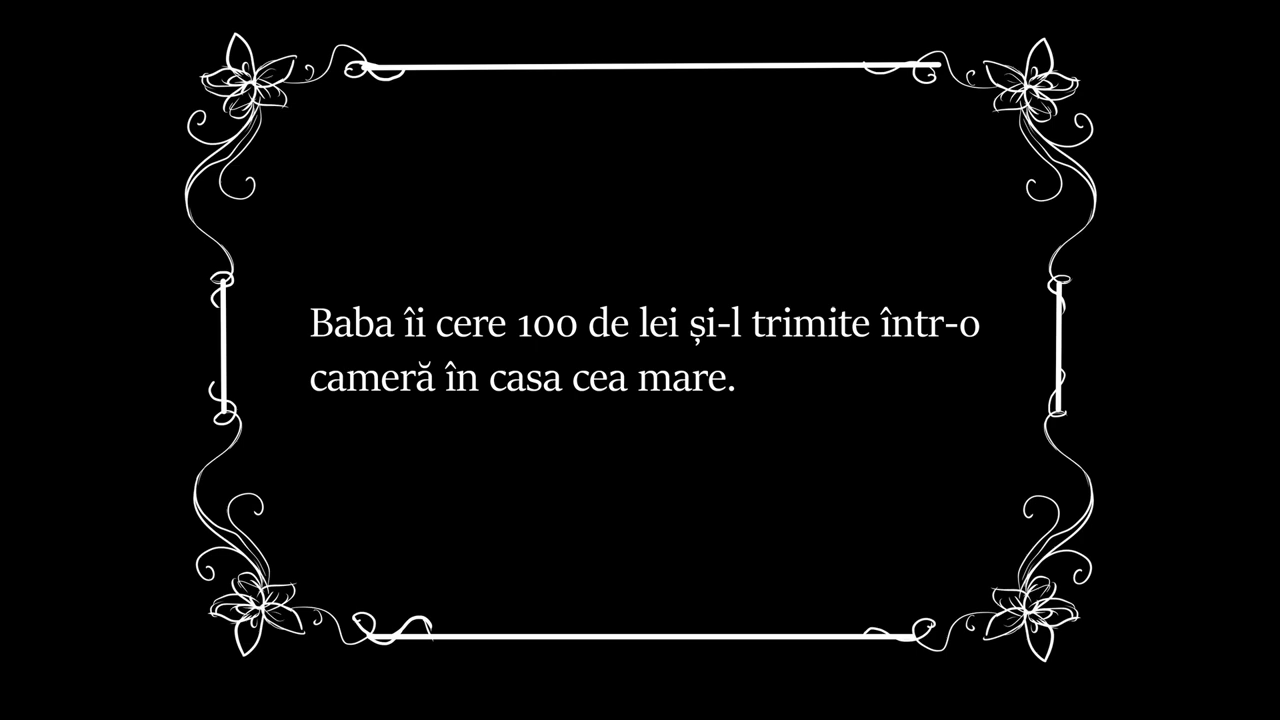 Baba îi cere 100 de lei și-l trimite într-o
cameră în casa cea mare.